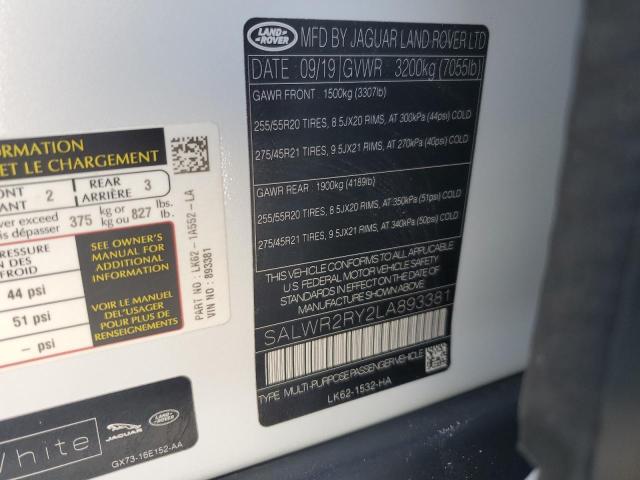 LAND ROVER
MFD BY JAGUAR LAND ROVER LTD
DATE 09/19 GVWR 3200kg (7055lb)
GAWR FRONT 1500kg (3307lb)
255/55R20 TIRES, 8.5JX20 RIMS, AT 300kPa (44psi) COLD
275/45R21 TIRES, 9.5JX21 RIMS, AT 270kPa (40psi) COLD
GAWR REAR 1900kg (4189lb)
255/55R20 TIRES, 8.5JX20 RIMS, AT 350kPa (51psi) COLD
275/45R21 TIRES, 9.5JX21 RIMS, AT 340kPa (50psi) COLD
THIS VEHICLE CONFORMS TO ALL APPLICABLE
US FEDERAL MOTOR VEHICLE SAFETY
STANDARDS IN EFFECT ON THE DATE OF
MANUFACTURE SHOWN ABOVE.
SALWR2RY2LA893381
TYPE MULTI-PURPOSE PASSENGER VEHICLE
LK62-1532-HA
FORMATION
ET LE CHARGEMENT
ONT 2 REAR 3
ANT ARRIÈRE
ver exceed 375 kg or 827 lbs.
s dépasser kg ou lb.
RESSURE
ON DES
FROID
44 psi
51 psi
– psi
SEE OWNER'S
MANUAL FOR
ADDITIONAL
INFORMATION
VOIR LE MANUEL
DE L'USAGER
POUR PLUS DE
RENSEIGNEMENTS
PART NO.: LK62-1A552-LA
VIN NO: 893381
White
JAGUAR
LAND ROVER
GX73-16E152-AA